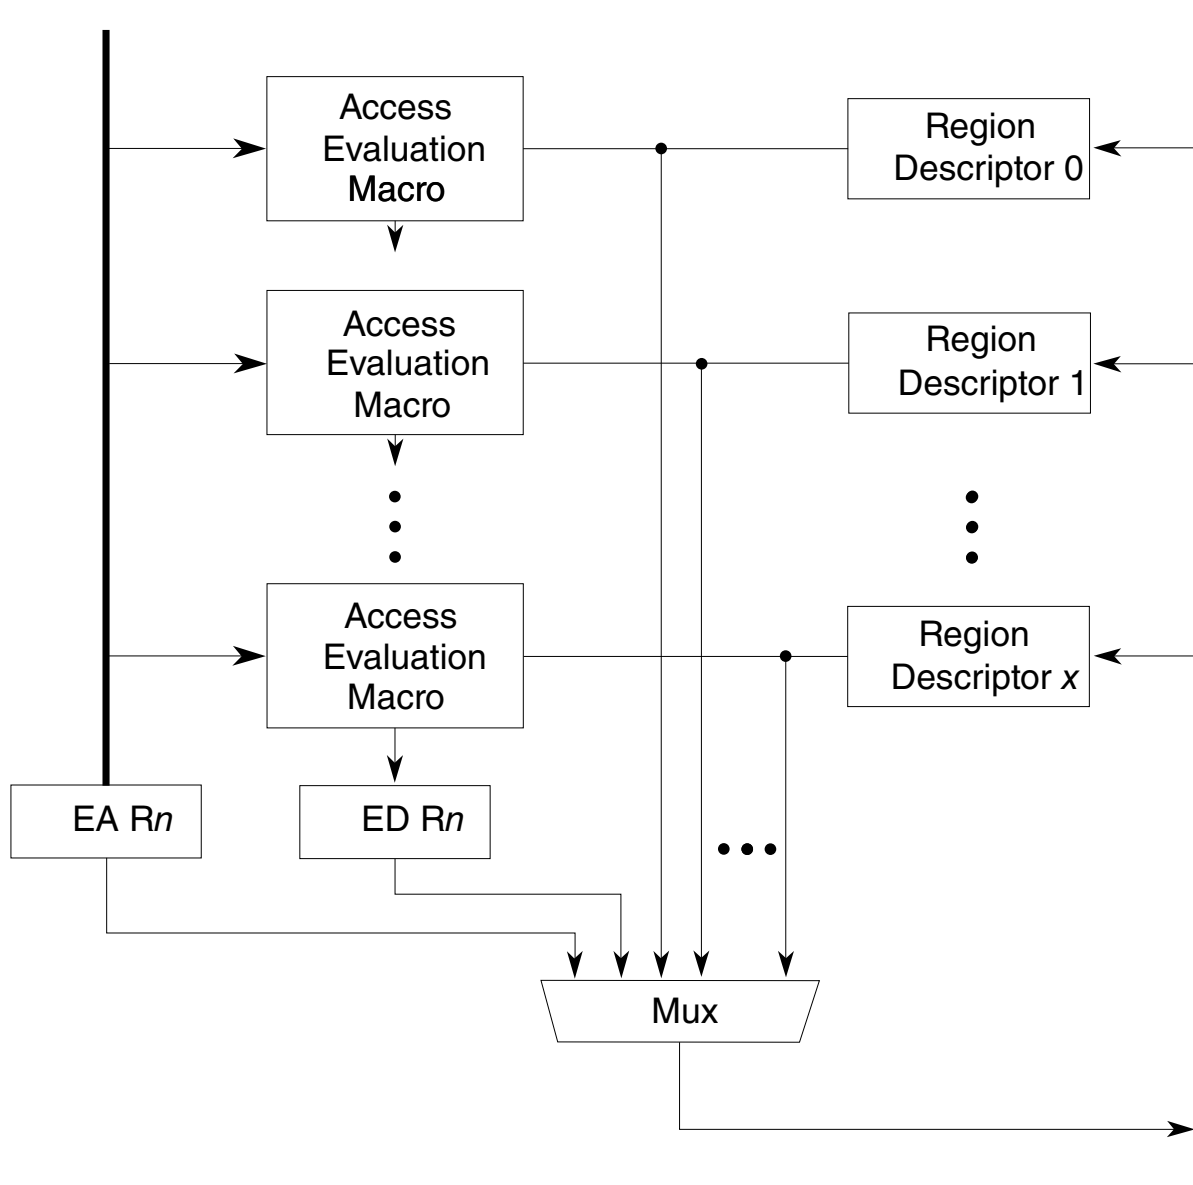 Access
Evaluation
Macro
Region
Descriptor 0
Access
Evaluation
Macro
Region
Descriptor 1
Access
Evaluation
Macro
Region
Descriptor x
EA Rn
ED Rn
Mux